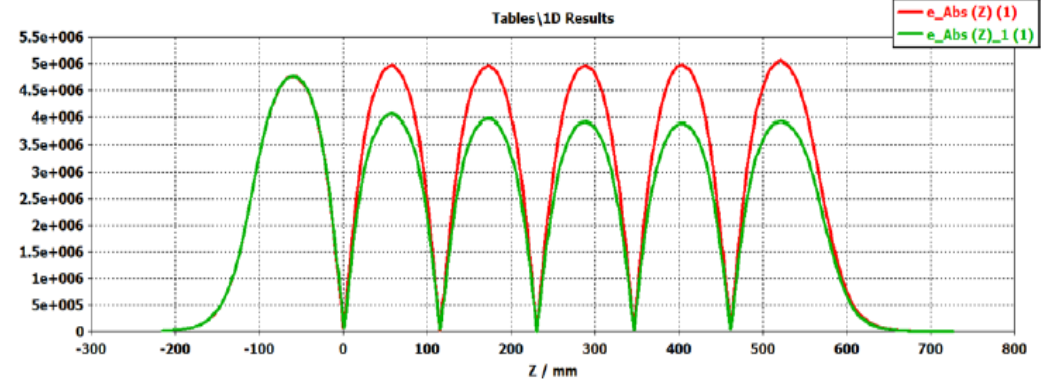 Tables\1D Results
e_Abs (Z) (1)
e_Abs (Z)_1 (1)
5.5e+006
5e+006
4.5e+006
4e+006
3.5e+006
3e+006
2.5e+006
2e+006
1.5e+006
1e+006
5e+005
0
-300 -200 -100 0 100 200 300 400 500 600 700 800
Z / mm